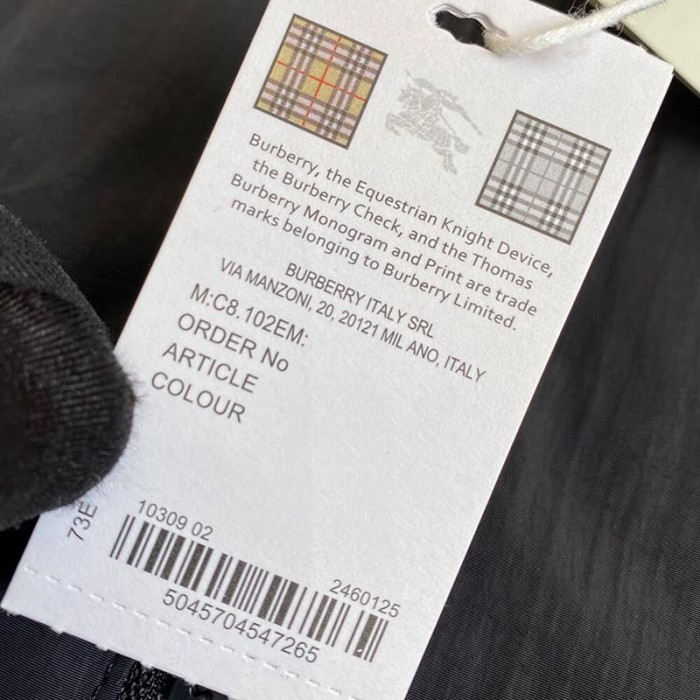 Burberry, the Equestrian Knight Device,
the Burberry Check, and the Thomas
Burberry Monogram and Print are trade
marks belonging to Burberry Limited.
BURBERRY ITALY SRL
VIA MANZONI, 20, 20121 MIL ANO, ITALY
M:C8.102EM:
ORDER No
ARTICLE
COLOUR
73E
10309 02
2460125
5045704547265